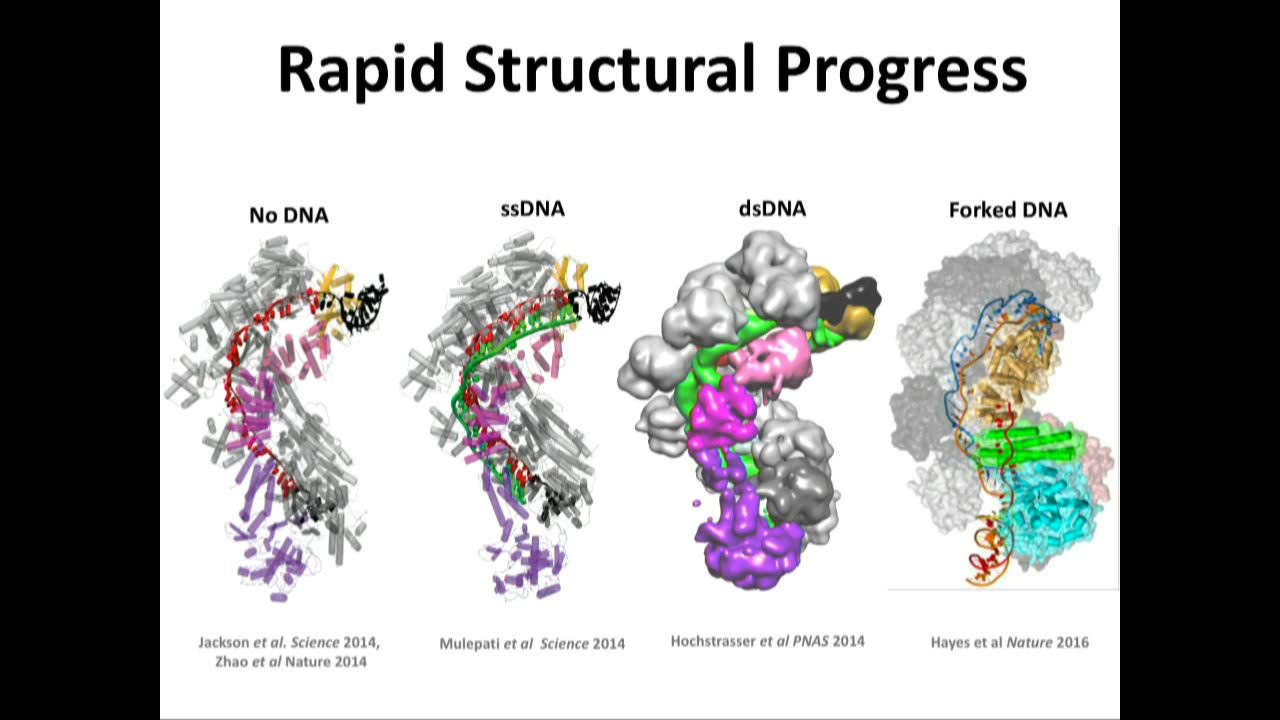 Rapid Structural Progress
No DNA
ssDNA
dsDNA
Forked DNA
Jackson et al. Science 2014,
Zhao et al Nature 2014
Mulepati et al  Science 2014
Hochstrasser et al PNAS 2014
Hayes et al Nature 2016